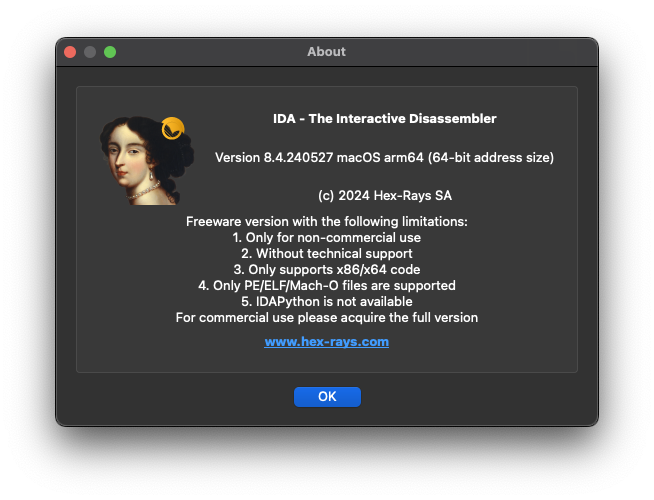 About
IDA - The Interactive Disassembler
Version 8.4.240527 macOS arm64 (64-bit address size)
(c) 2024 Hex-Rays SA
Freeware version with the following limitations:
1. Only for non-commercial use
2. Without technical support
3. Only supports x86/x64 code
4. Only PE/ELF/Mach-O files are supported
5. IDAPython is not available
For commercial use please acquire the full version
www.hex-rays.com
OK